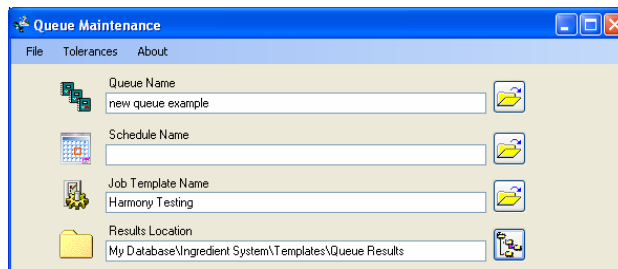 Queue Maintenance
File Tolerances About
Queue Name
new queue example
Schedule Name
Job Template Name
Harmony Testing
Results Location
My Database\Ingredient System\Templates\Queue Results